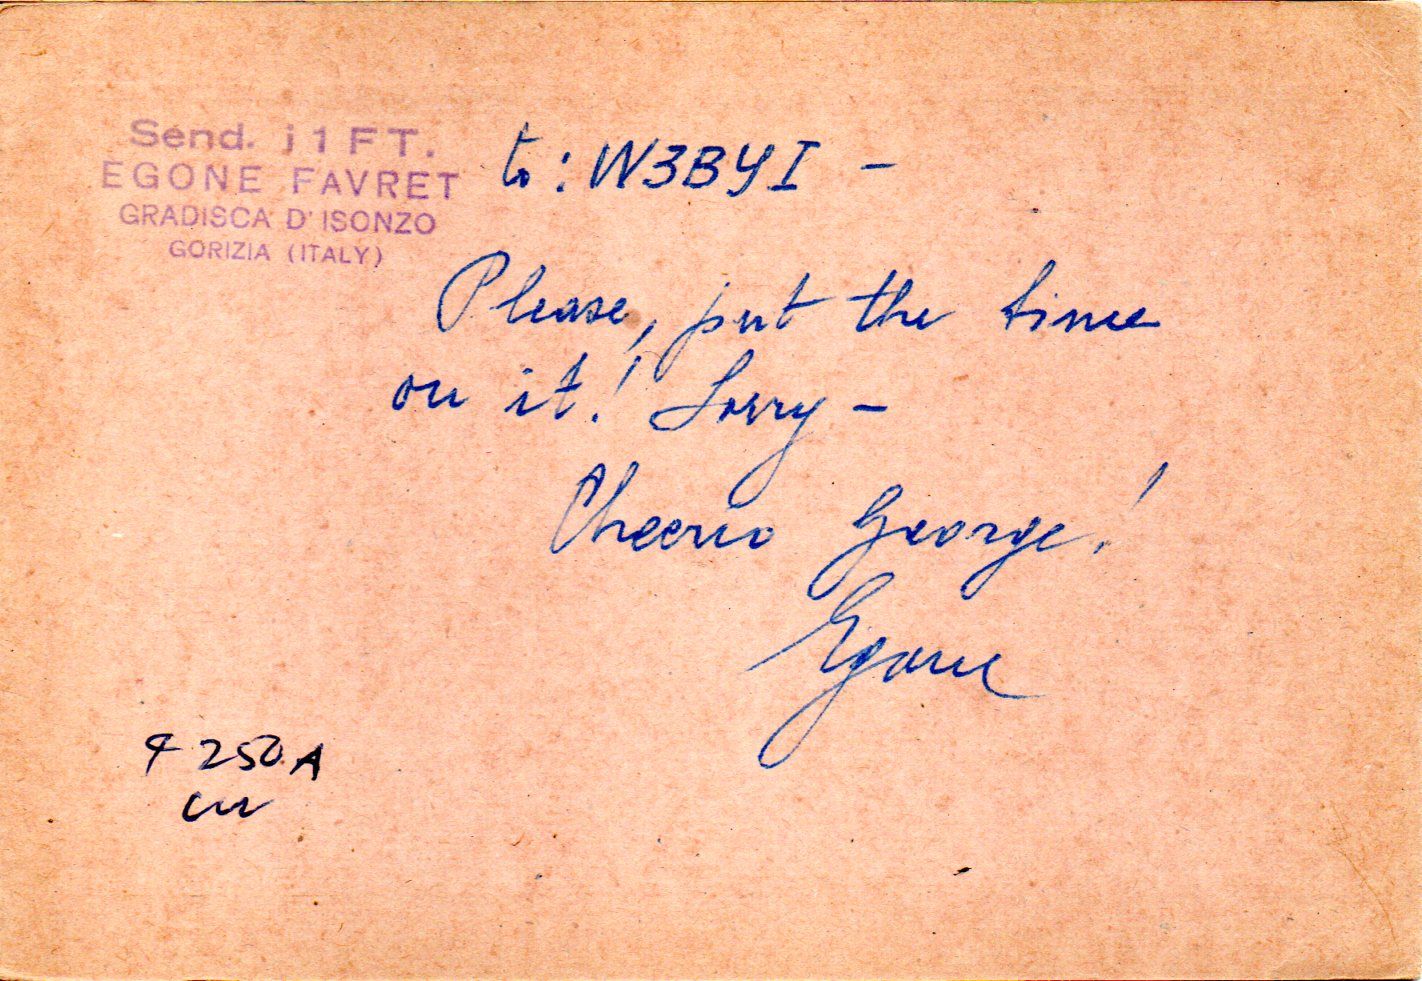 Send. i1FT.
EGONE FAVRET
GRADISCA D'ISONZO
GORIZIA (ITALY)
to: W3BYI –
Please, put the time
on it! Sorry –
Cheerio George!
Egone
4 250 A